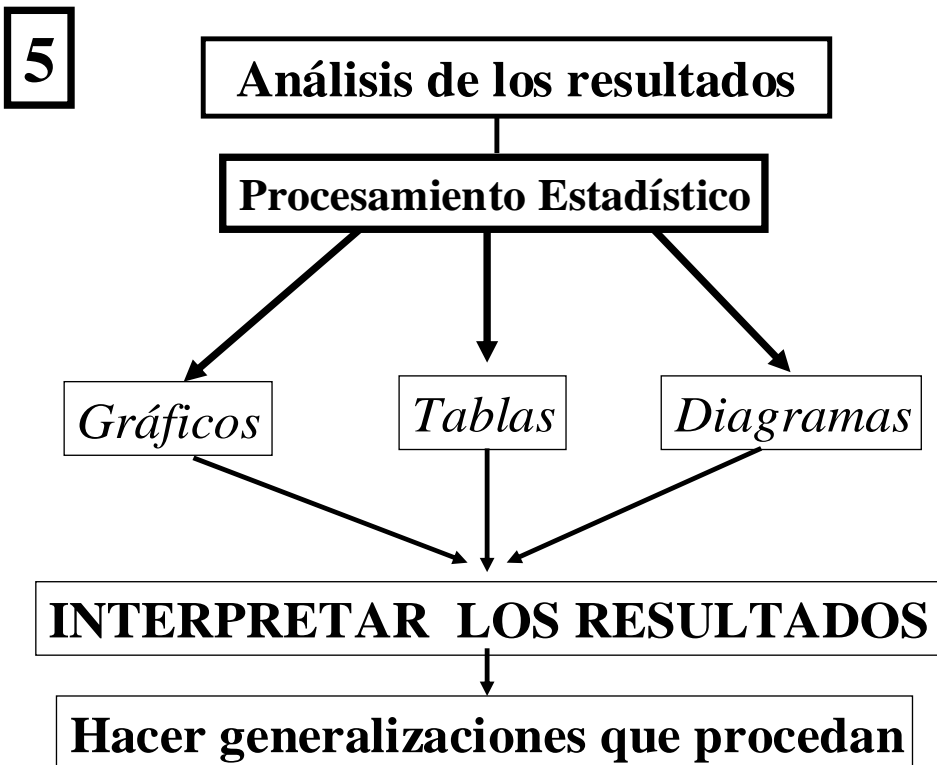 5
Análisis de los resultados
Procesamiento Estadístico
Gráficos
Tablas
Diagramas
INTERPRETAR LOS RESULTADOS
Hacer generalizaciones que procedan